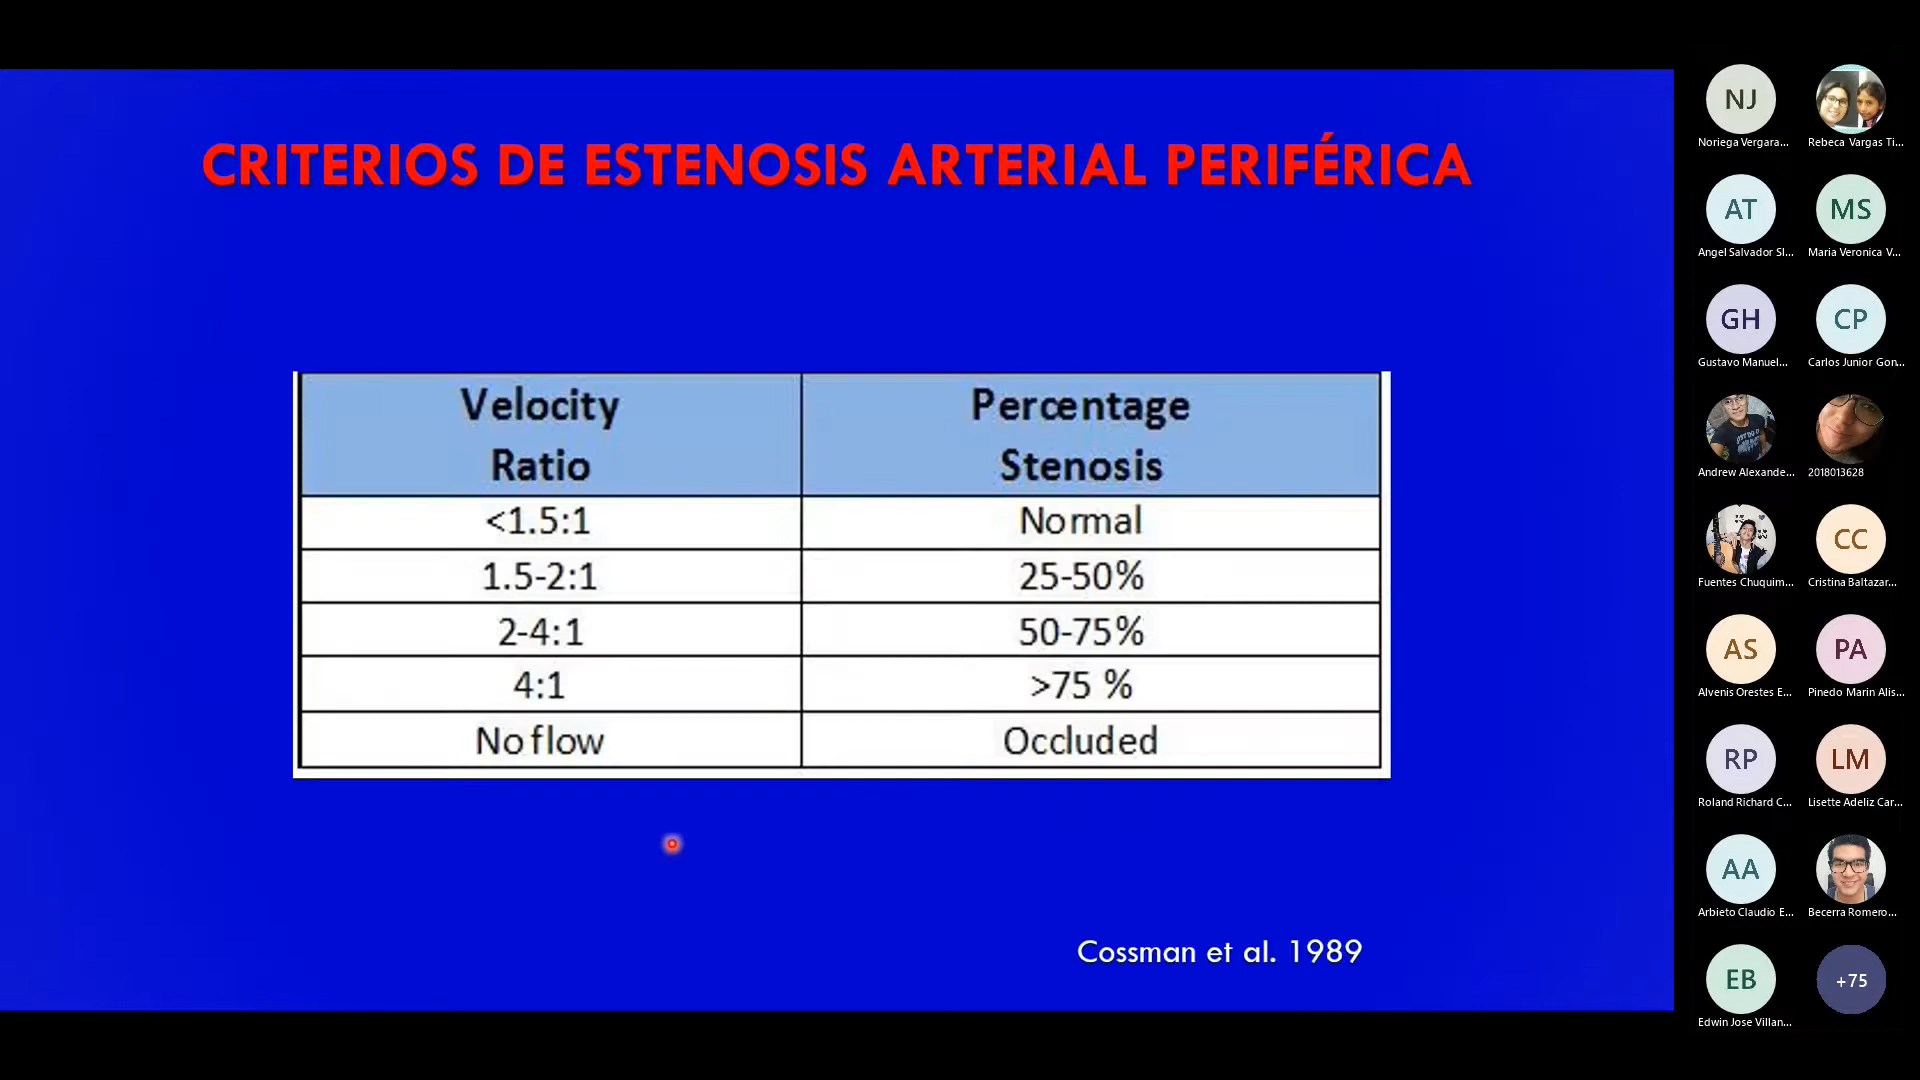 CRITERIOS DE ESTENOSIS ARTERIAL PERIFÉRICA
Velocity Ratio
Percentage Stenosis
<1.5:1
Normal
1.5-2:1
25-50%
2-4:1
50-75%
4:1
>75 %
No flow
Occluded
Cossman et al. 1989
NJ
Noriega Vergara...
Rebeca Vargas Ti...
AT
Angel Salvador Sl...
MS
Maria Veronica V...
GH
Gustavo Manuel...
CP
Carlos Junior Gon...
Andrew Alexande...
2018013628
Fuentes Chuquim...
CC
Cristina Baltazar...
AS
Alvenis Orestes E...
PA
Pinedo Marin Alis...
RP
Roland Richard C...
LM
Lisette Adeliz Car...
AA
Arbieto Claudio E...
Becerra Romero...
EB
Edwin Jose Villan...
+75